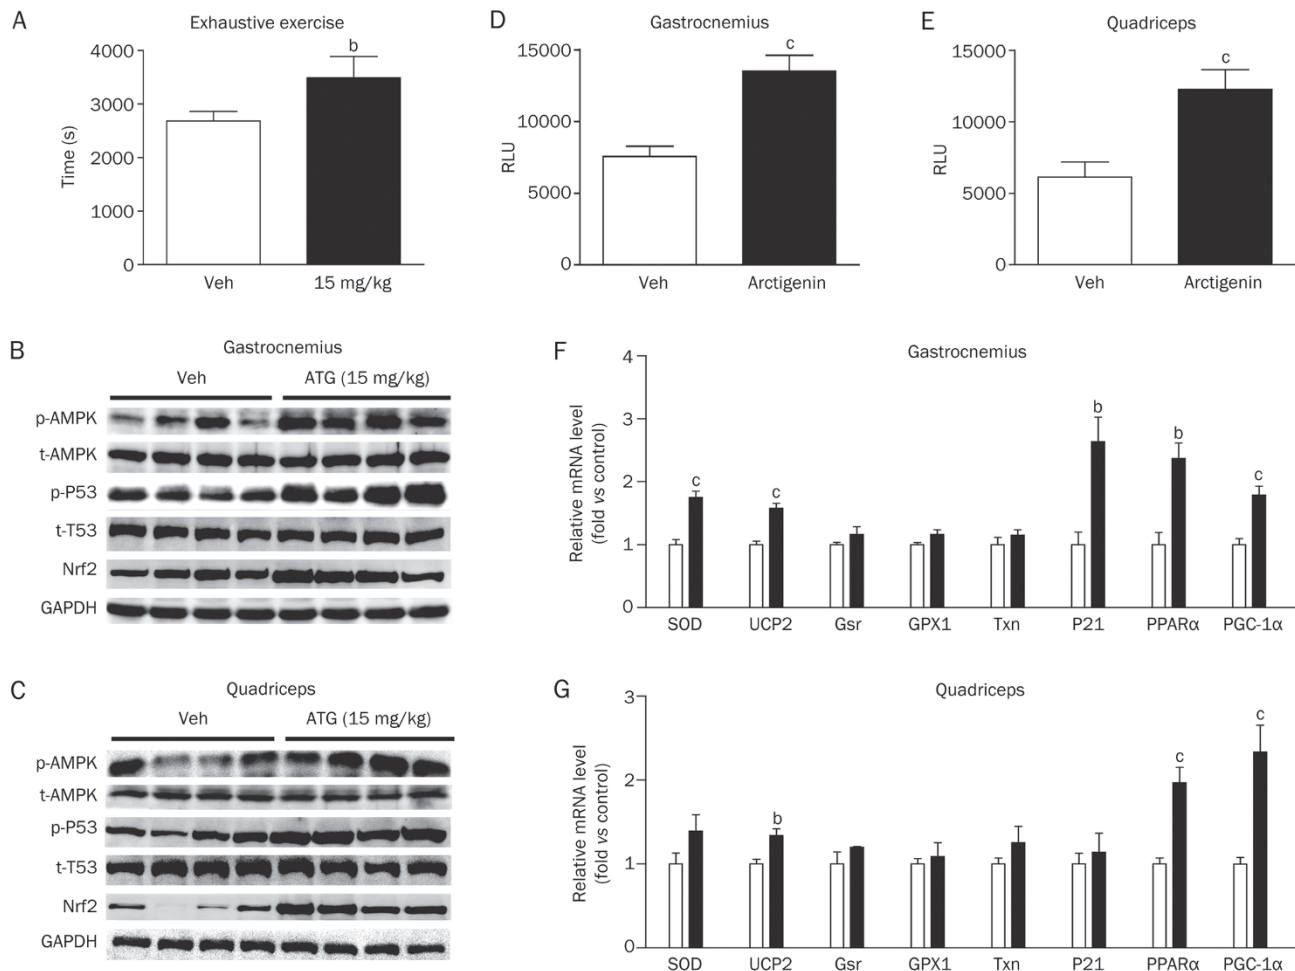 A
Exhaustive exercise
b
4000
3000
2000
1000
0
Time (s)
Veh
15 mg/kg
D
Gastrocnemius
c
15000
10000
5000
0
RLU
Veh
Arctigenin
E
Quadriceps
c
15000
10000
5000
0
RLU
Veh
Arctigenin
B
Gastrocnemius
Veh
ATG (15 mg/kg)
p-AMPK
t-AMPK
p-P53
t-T53
Nrf2
GAPDH
F
Gastrocnemius
4
3
2
1
0
Relative mRNA level
(fold vs control)
c
c
b
b
c
SOD
UCP2
Gsr
GPX1
Txn
P21
PPARα
PGC-1α
C
Quadriceps
Veh
ATG (15 mg/kg)
p-AMPK
t-AMPK
p-P53
t-T53
Nrf2
GAPDH
G
Quadriceps
3
2
1
0
Relative mRNA level
(fold vs control)
b
c
c
SOD
UCP2
Gsr
GPX1
Txn
P21
PPARα
PGC-1α